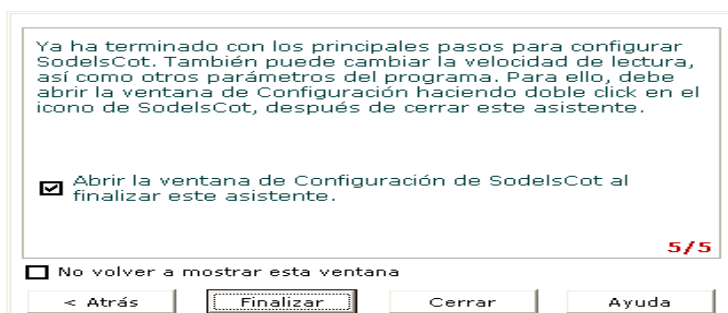 Ya ha terminado con los principales pasos para configurar
SodelsCot. También puede cambiar la velocidad de lectura,
así como otros parámetros del programa. Para ello, debe
abrir la ventana de Configuración haciendo doble click en el
icono de SodelsCot, después de cerrar este asistente.
Abrir la ventana de Configuración de SodelsCot al
finalizar este asistente.
5/5
No volver a mostrar esta ventana
< Atrás Finalizar Cerrar Ayuda